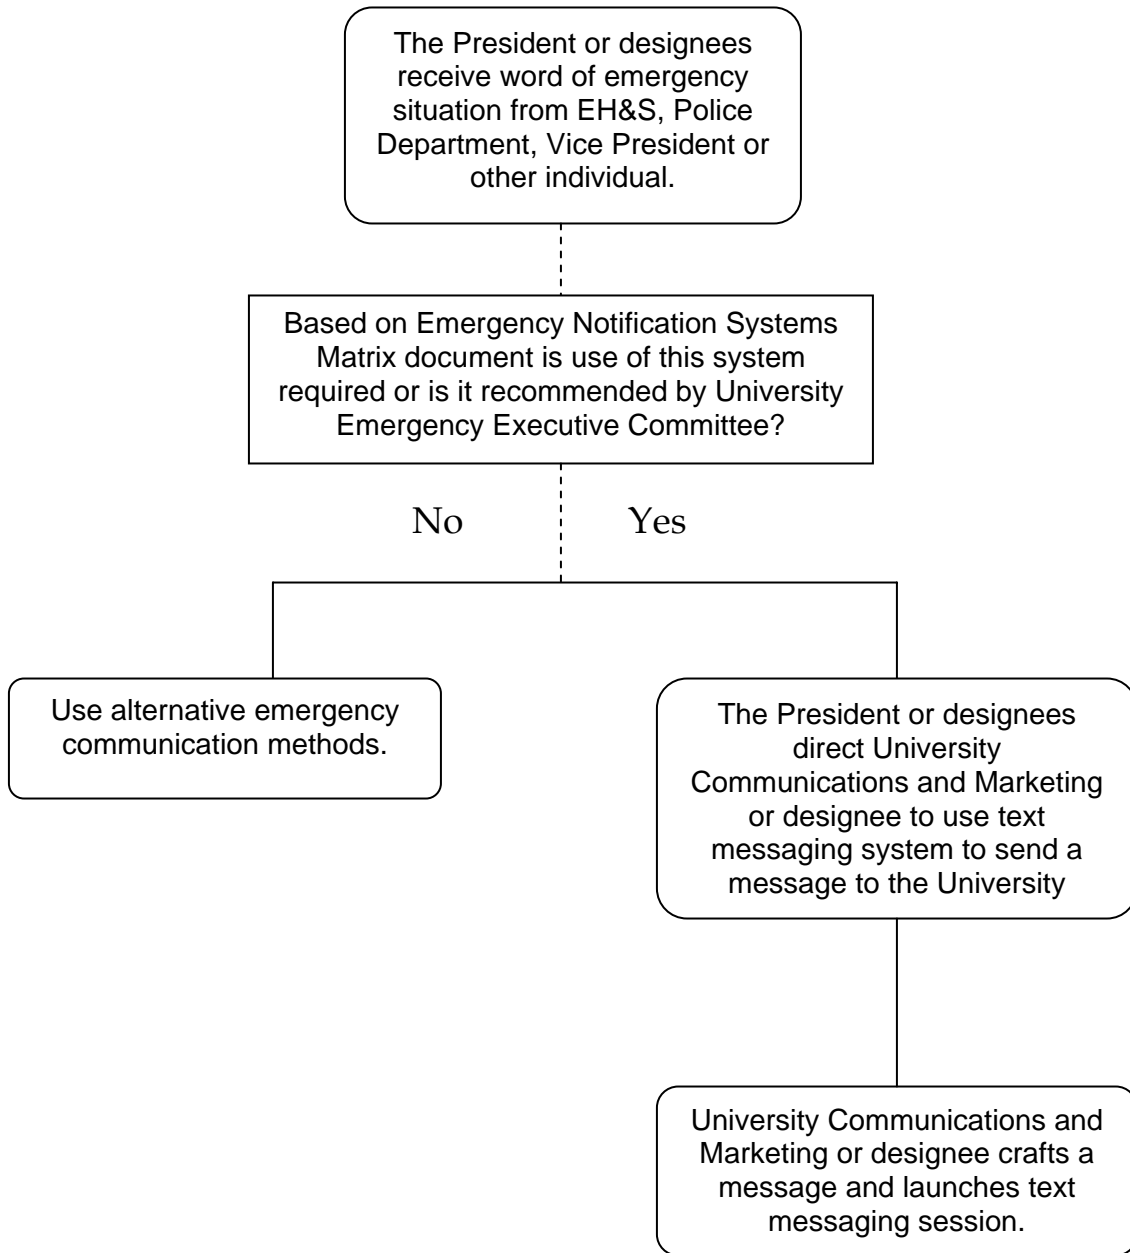 The President or designees
receive word of emergency
situation from EH&S, Police
Department, Vice President or
other individual.
Based on Emergency Notification Systems
Matrix document is use of this system
required or is it recommended by University
Emergency Executive Committee?
No
Yes
Use alternative emergency
communication methods.
The President or designees
direct University
Communications and Marketing
or designee to use text
messaging system to send a
message to the University
University Communications and
Marketing or designee crafts a
message and launches text
messaging session.